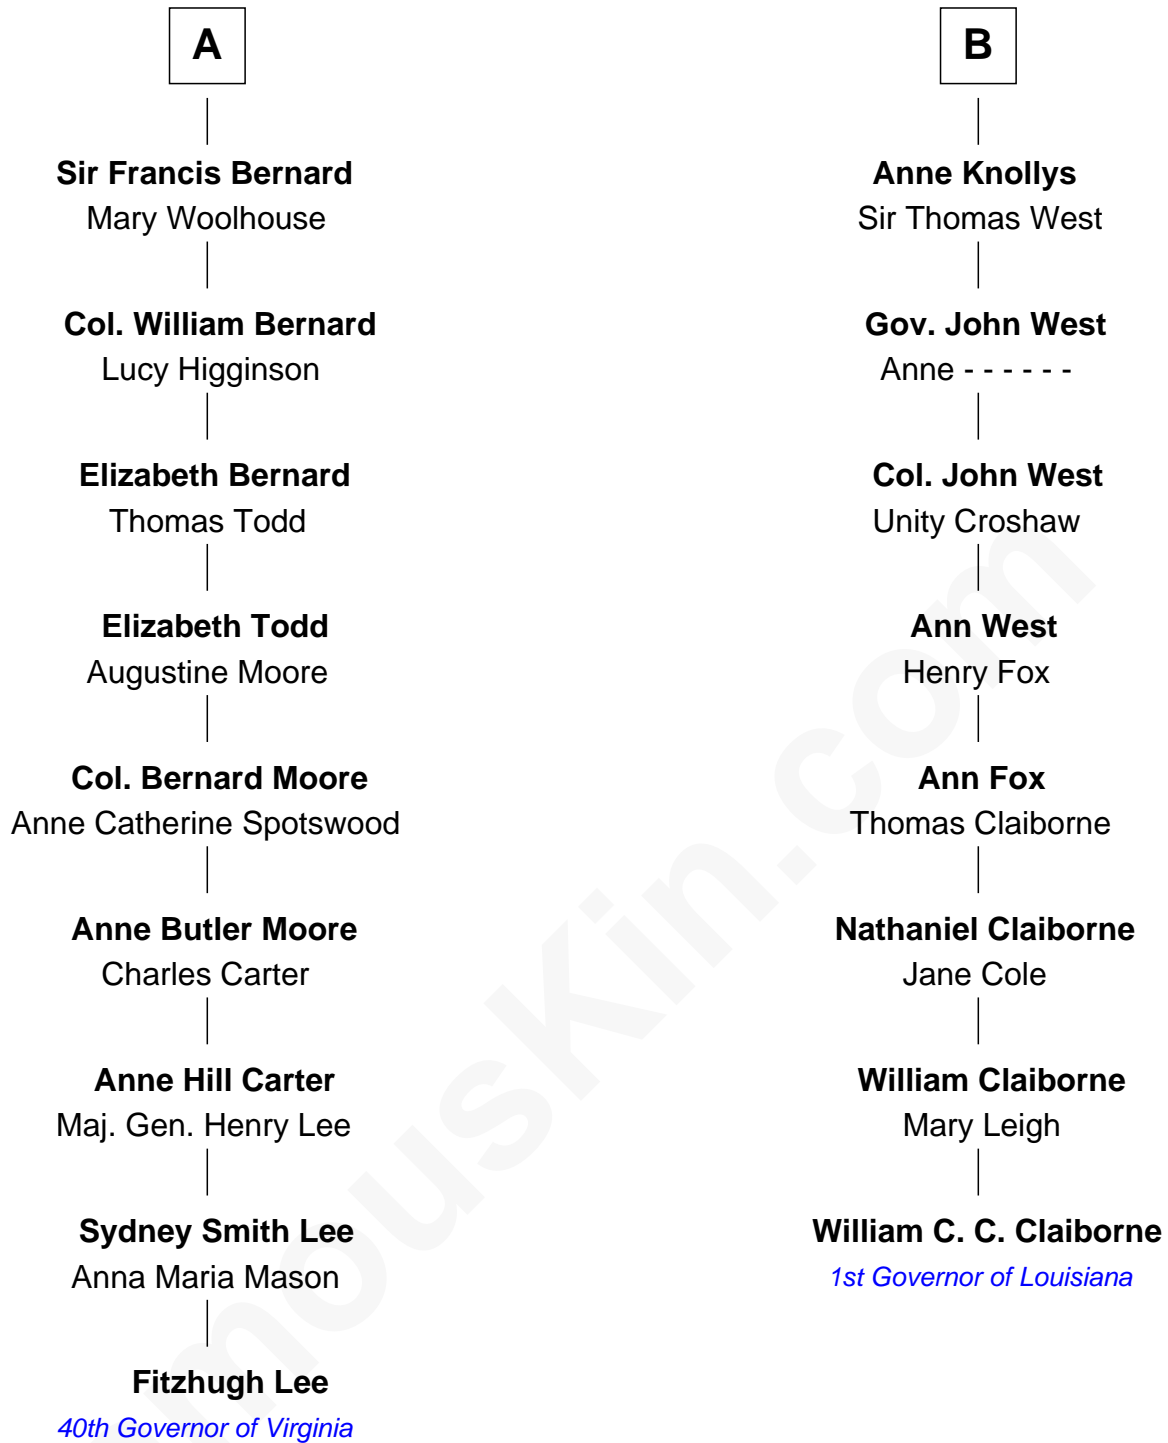 A
Sir Francis Bernard
Mary Woolhouse
Col. William Bernard
Lucy Higginson
Elizabeth Bernard
Thomas Todd
Elizabeth Todd
Augustine Moore
Col. Bernard Moore
Anne Catherine Spotswood
Anne Butler Moore
Charles Carter
Anne Hill Carter
Maj. Gen. Henry Lee
Sydney Smith Lee
Anna Maria Mason
Fitzhugh Lee
40th Governor of Virginia
B
Anne Knollys
Sir Thomas West
Gov. John West
Anne - - - - - -
Col. John West
Unity Croshaw
Ann West
Henry Fox
Ann Fox
Thomas Claiborne
Nathaniel Claiborne
Jane Cole
William Claiborne
Mary Leigh
William C. C. Claiborne
1st Governor of Louisiana
mousKin.com